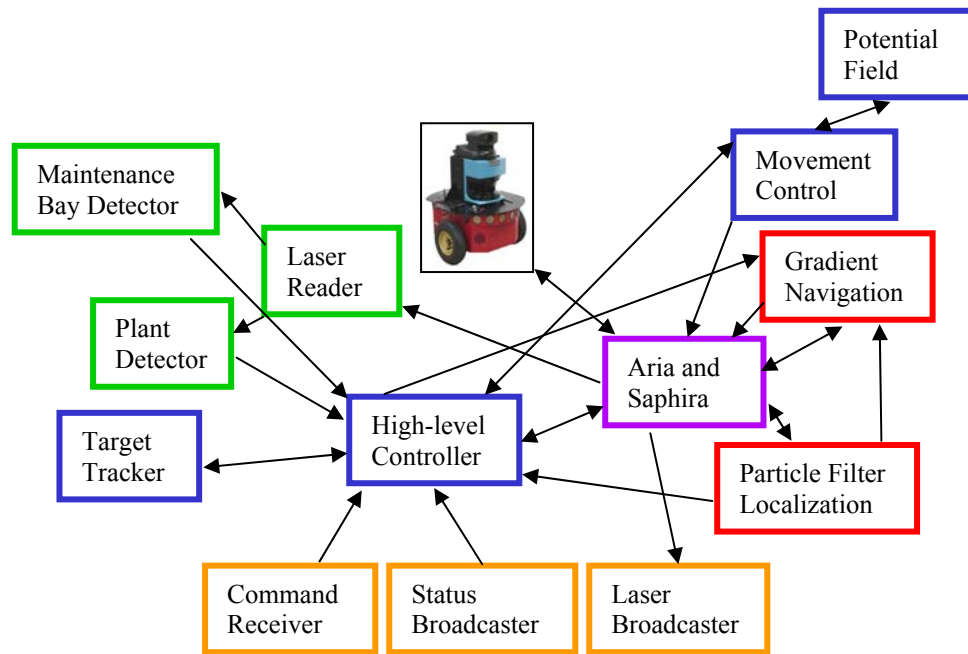 Potential
Field
Movement
Control
Maintenance
Bay Detector
Laser
Reader
Gradient
Navigation
Plant
Detector
Aria and
Saphira
High-level
Controller
Target
Tracker
Particle Filter
Localization
Command
Receiver
Status
Broadcaster
Laser
Broadcaster